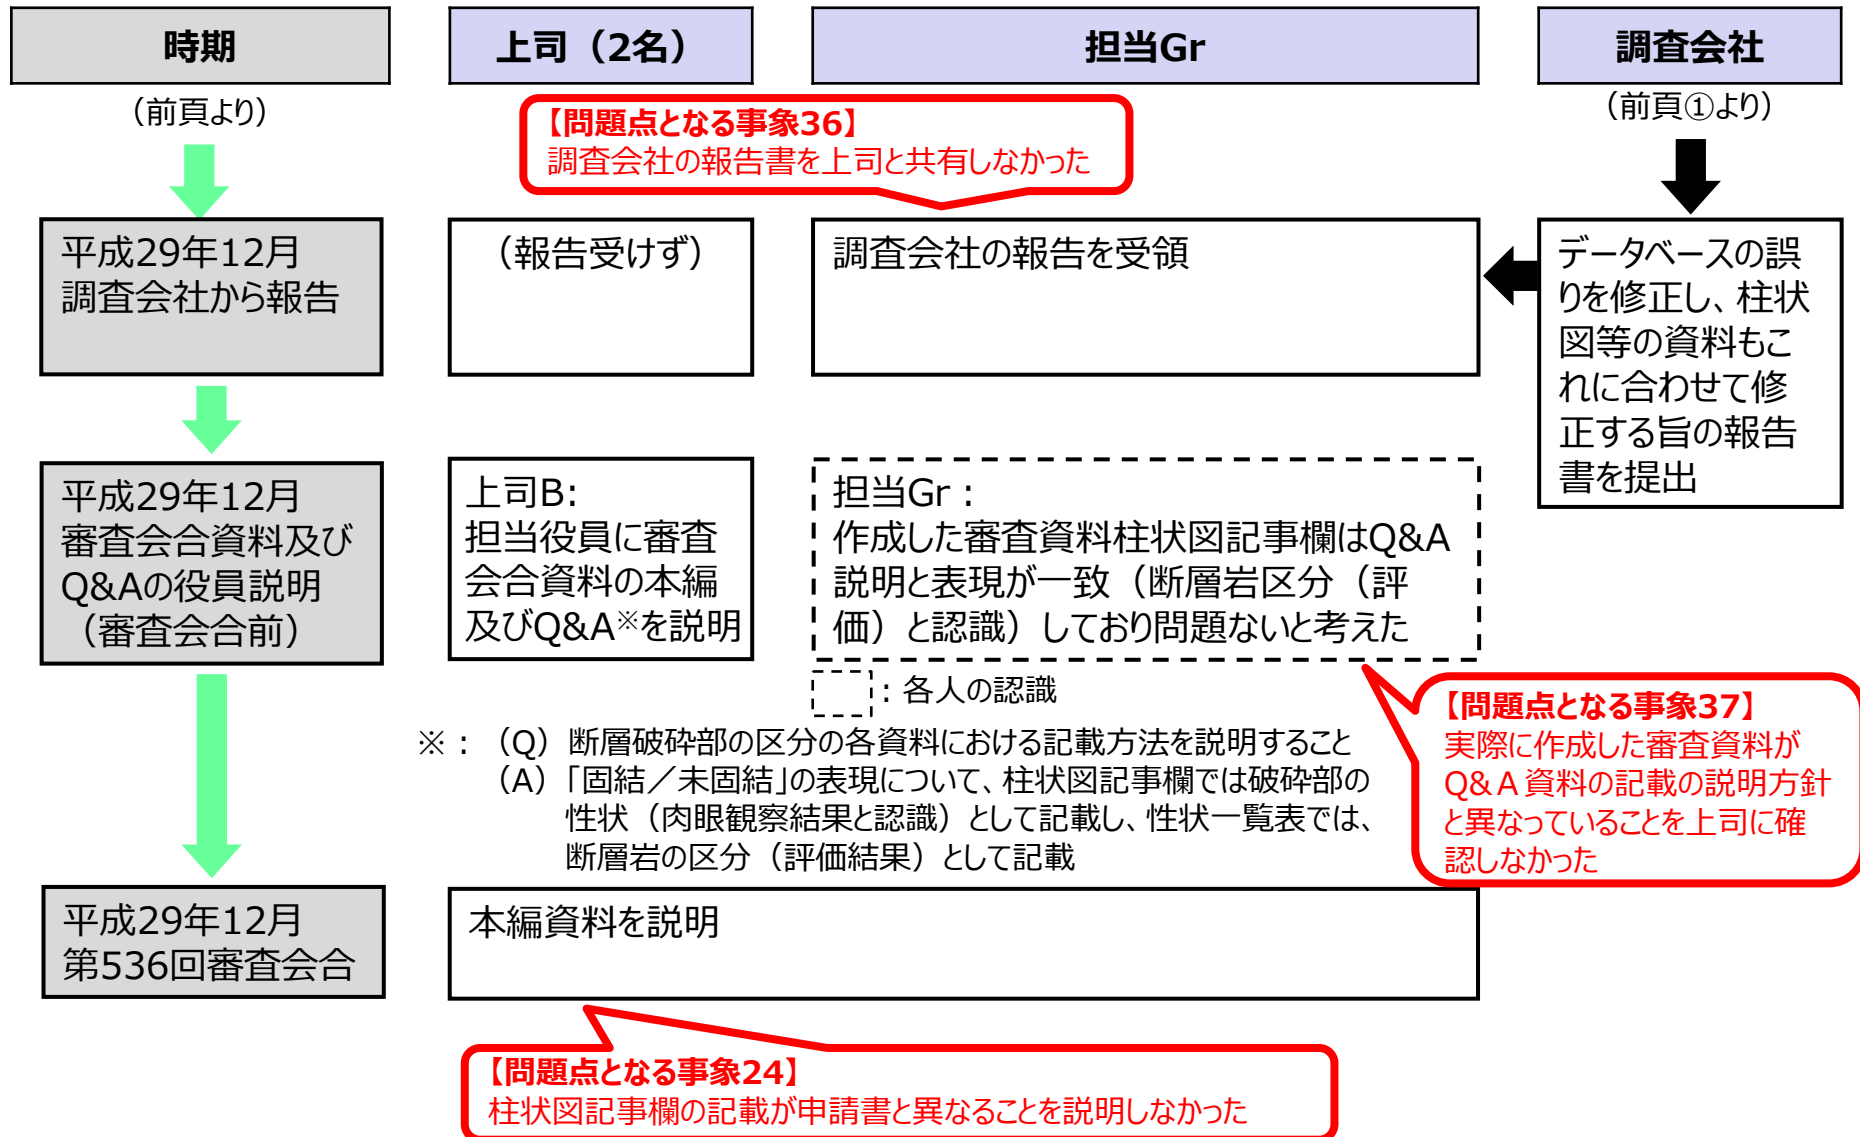 時期
上司（2名）
担当Gr
調査会社
（前頁より）
（前頁①より）
【問題点となる事象36】
調査会社の報告書を上司と共有しなかった
平成29年12月
調査会社から報告
（報告受けず）
調査会社の報告を受領
データベースの誤
りを修正し、柱状
図等の資料もこ
れに合わせて修
正する旨の報告
書を提出
平成29年12月
審査会合資料及び
Q&Aの役員説明
（審査会合前）
上司B:
担当役員に審査
会合資料の本編
及びQ&A※を説明
担当Gr：
作成した審査資料柱状図記事欄はQ&A
説明と表現が一致（断層岩区分（評
価）と認識）しており問題ないと考えた
：各人の認識
【問題点となる事象37】
実際に作成した審査資料が
Q&A資料の記載の説明方針
と異なっていることを上司に確
認しなかった
※：（Q）断層破砕部の区分の各資料における記載方法を説明すること
（A）「固結／未固結」の表現について、柱状図記事欄では破砕部の
性状（肉眼観察結果と認識）として記載し、性状一覧表では、
断層岩の区分（評価結果）として記載
平成29年12月
第536回審査会合
本編資料を説明
【問題点となる事象24】
柱状図記事欄の記載が申請書と異なることを説明しなかった